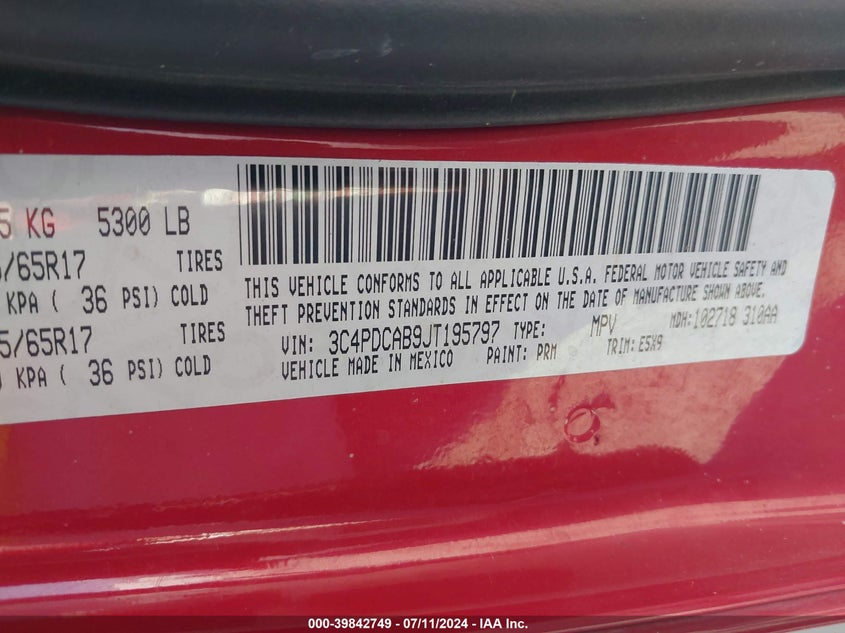 5 KG 5300 LB
/65R17 TIRES
KPA ( 36 PSI) COLD
5/65R17 TIRES
KPA ( 36 PSI) COLD
THIS VEHICLE CONFORMS TO ALL APPLICABLE U.S.A. FEDERAL MOTOR VEHICLE SAFETY AND
THEFT PREVENTION STANDARDS IN EFFECT ON THE DATE OF MANUFACTURE SHOWN ABOVE.
VIN: 3C4PDCAB9JT195797 TYPE: MPV MDH:102718 310AA
VEHICLE MADE IN MEXICO PAINT: PRM TRIM: E5X9
000-39842749 - 07/11/2024 - IAA Inc.